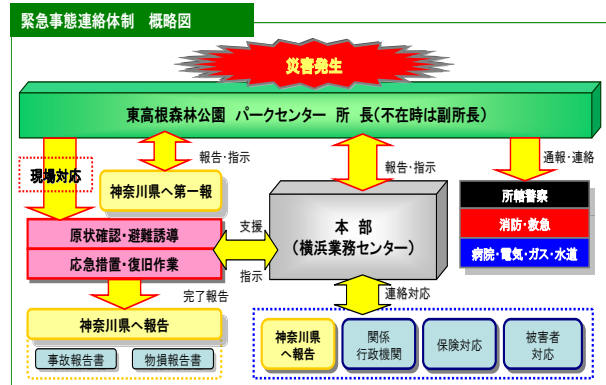 緊急事態連絡体制　概略図
災害発生
東高根森林公園 パークセンター 所 長(不在時は副所長)
現場対応
報告・指示
報告・指示
通報・連絡
神奈川県へ第一報
所轄警察
消防・救急
病院・電気・ガス・水道
原状確認・避難誘導
応急措置・復旧作業
支援
指示
本 部
(横浜業務センター)
完了報告
連絡対応
神奈川県へ報告
事故報告書
物損報告書
神奈川県
へ報告
関係
行政機関
保険対応
被害者
対応